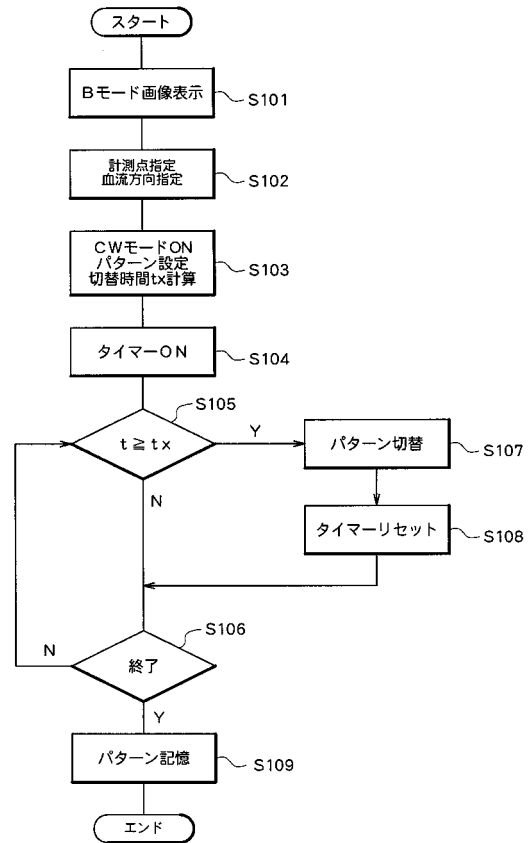 スタート
Bモード画像表示
S101
計測点指定
血流方向指定
S102
CWモードON
パターン設定
切替時間tx計算
S103
タイマーON
S104
S105
t≧tx
Y
パターン切替
S107
N
タイマーリセット
S108
S106
N
終了
Y
パターン記憶
S109
エンド